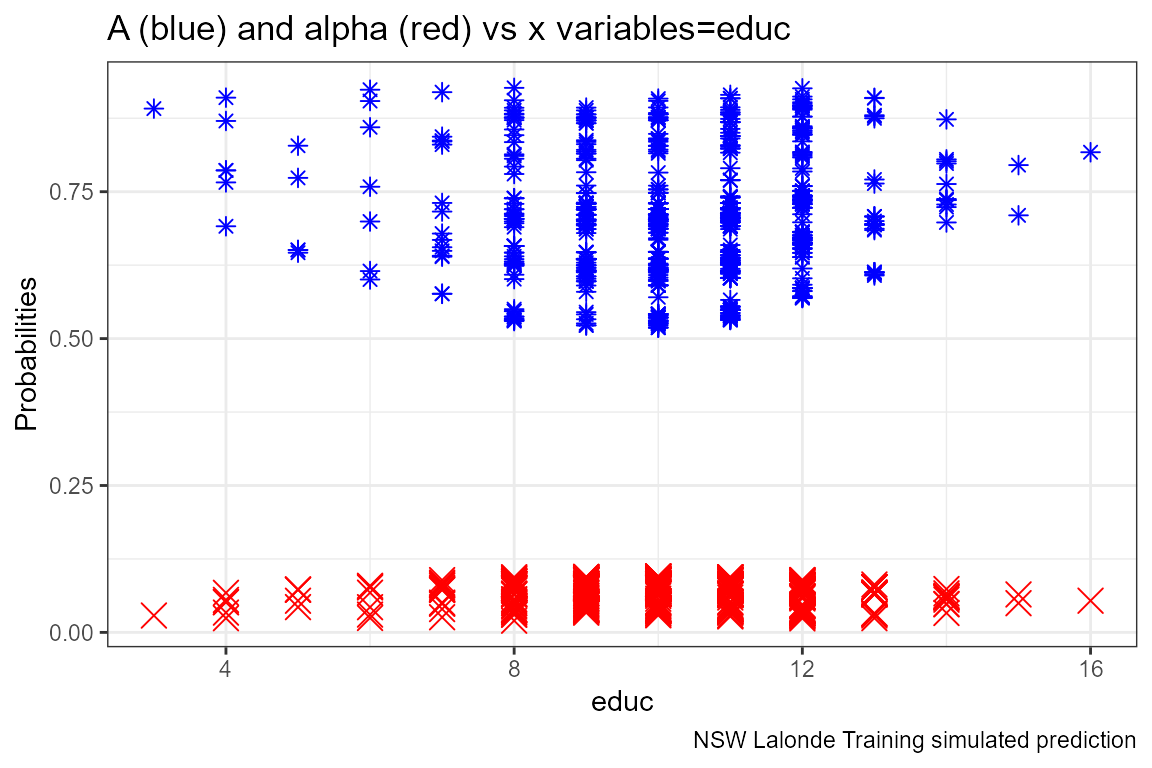 A (blue) and alpha (red) vs x variables=educ
Probabilities
0.75
0.50
0.25
0.00
4 8 12 16
educ
NSW Lalonde Training simulated prediction